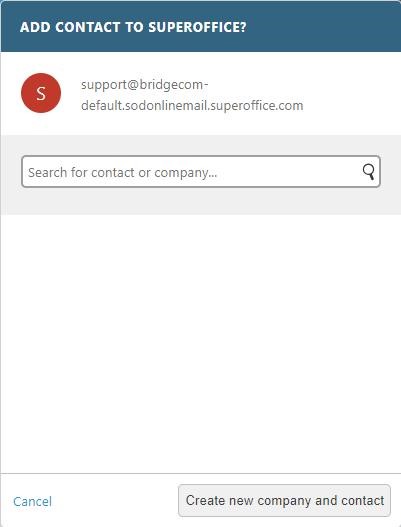 ADD CONTACT TO SUPEROFFICE?
S
support@bridgecom-
default.sodonlinemail.superoffice.com
Search for contact or company...
Cancel
Create new company and contact